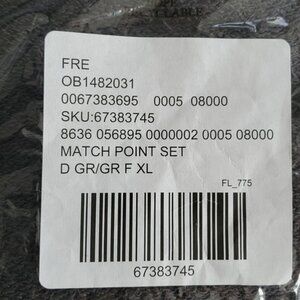 FRE
OB1482031
0067383695 0005 08000
SKU:67383745
8636 056895 0000002 0005 08000
MATCH POINT SET
D GR/GR F XL
FL_775
67383745